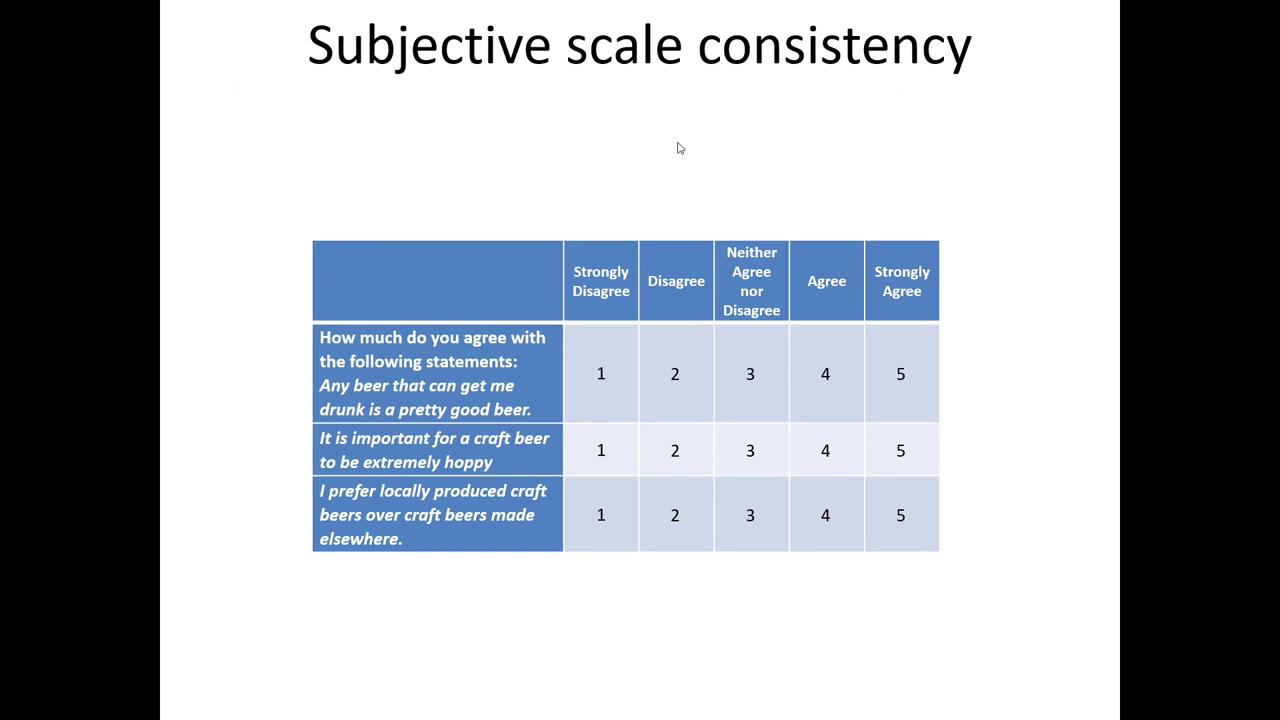 Subjective scale consistency
Strongly
Disagree
Disagree
Neither
Agree
nor
Disagree
Agree
Strongly
Agree
How much do you agree with
the following statements:
Any beer that can get me
drunk is a pretty good beer.
1 2 3 4 5
It is important for a craft beer
to be extremely hoppy
1 2 3 4 5
I prefer locally produced craft
beers over craft beers made
elsewhere.
1 2 3 4 5